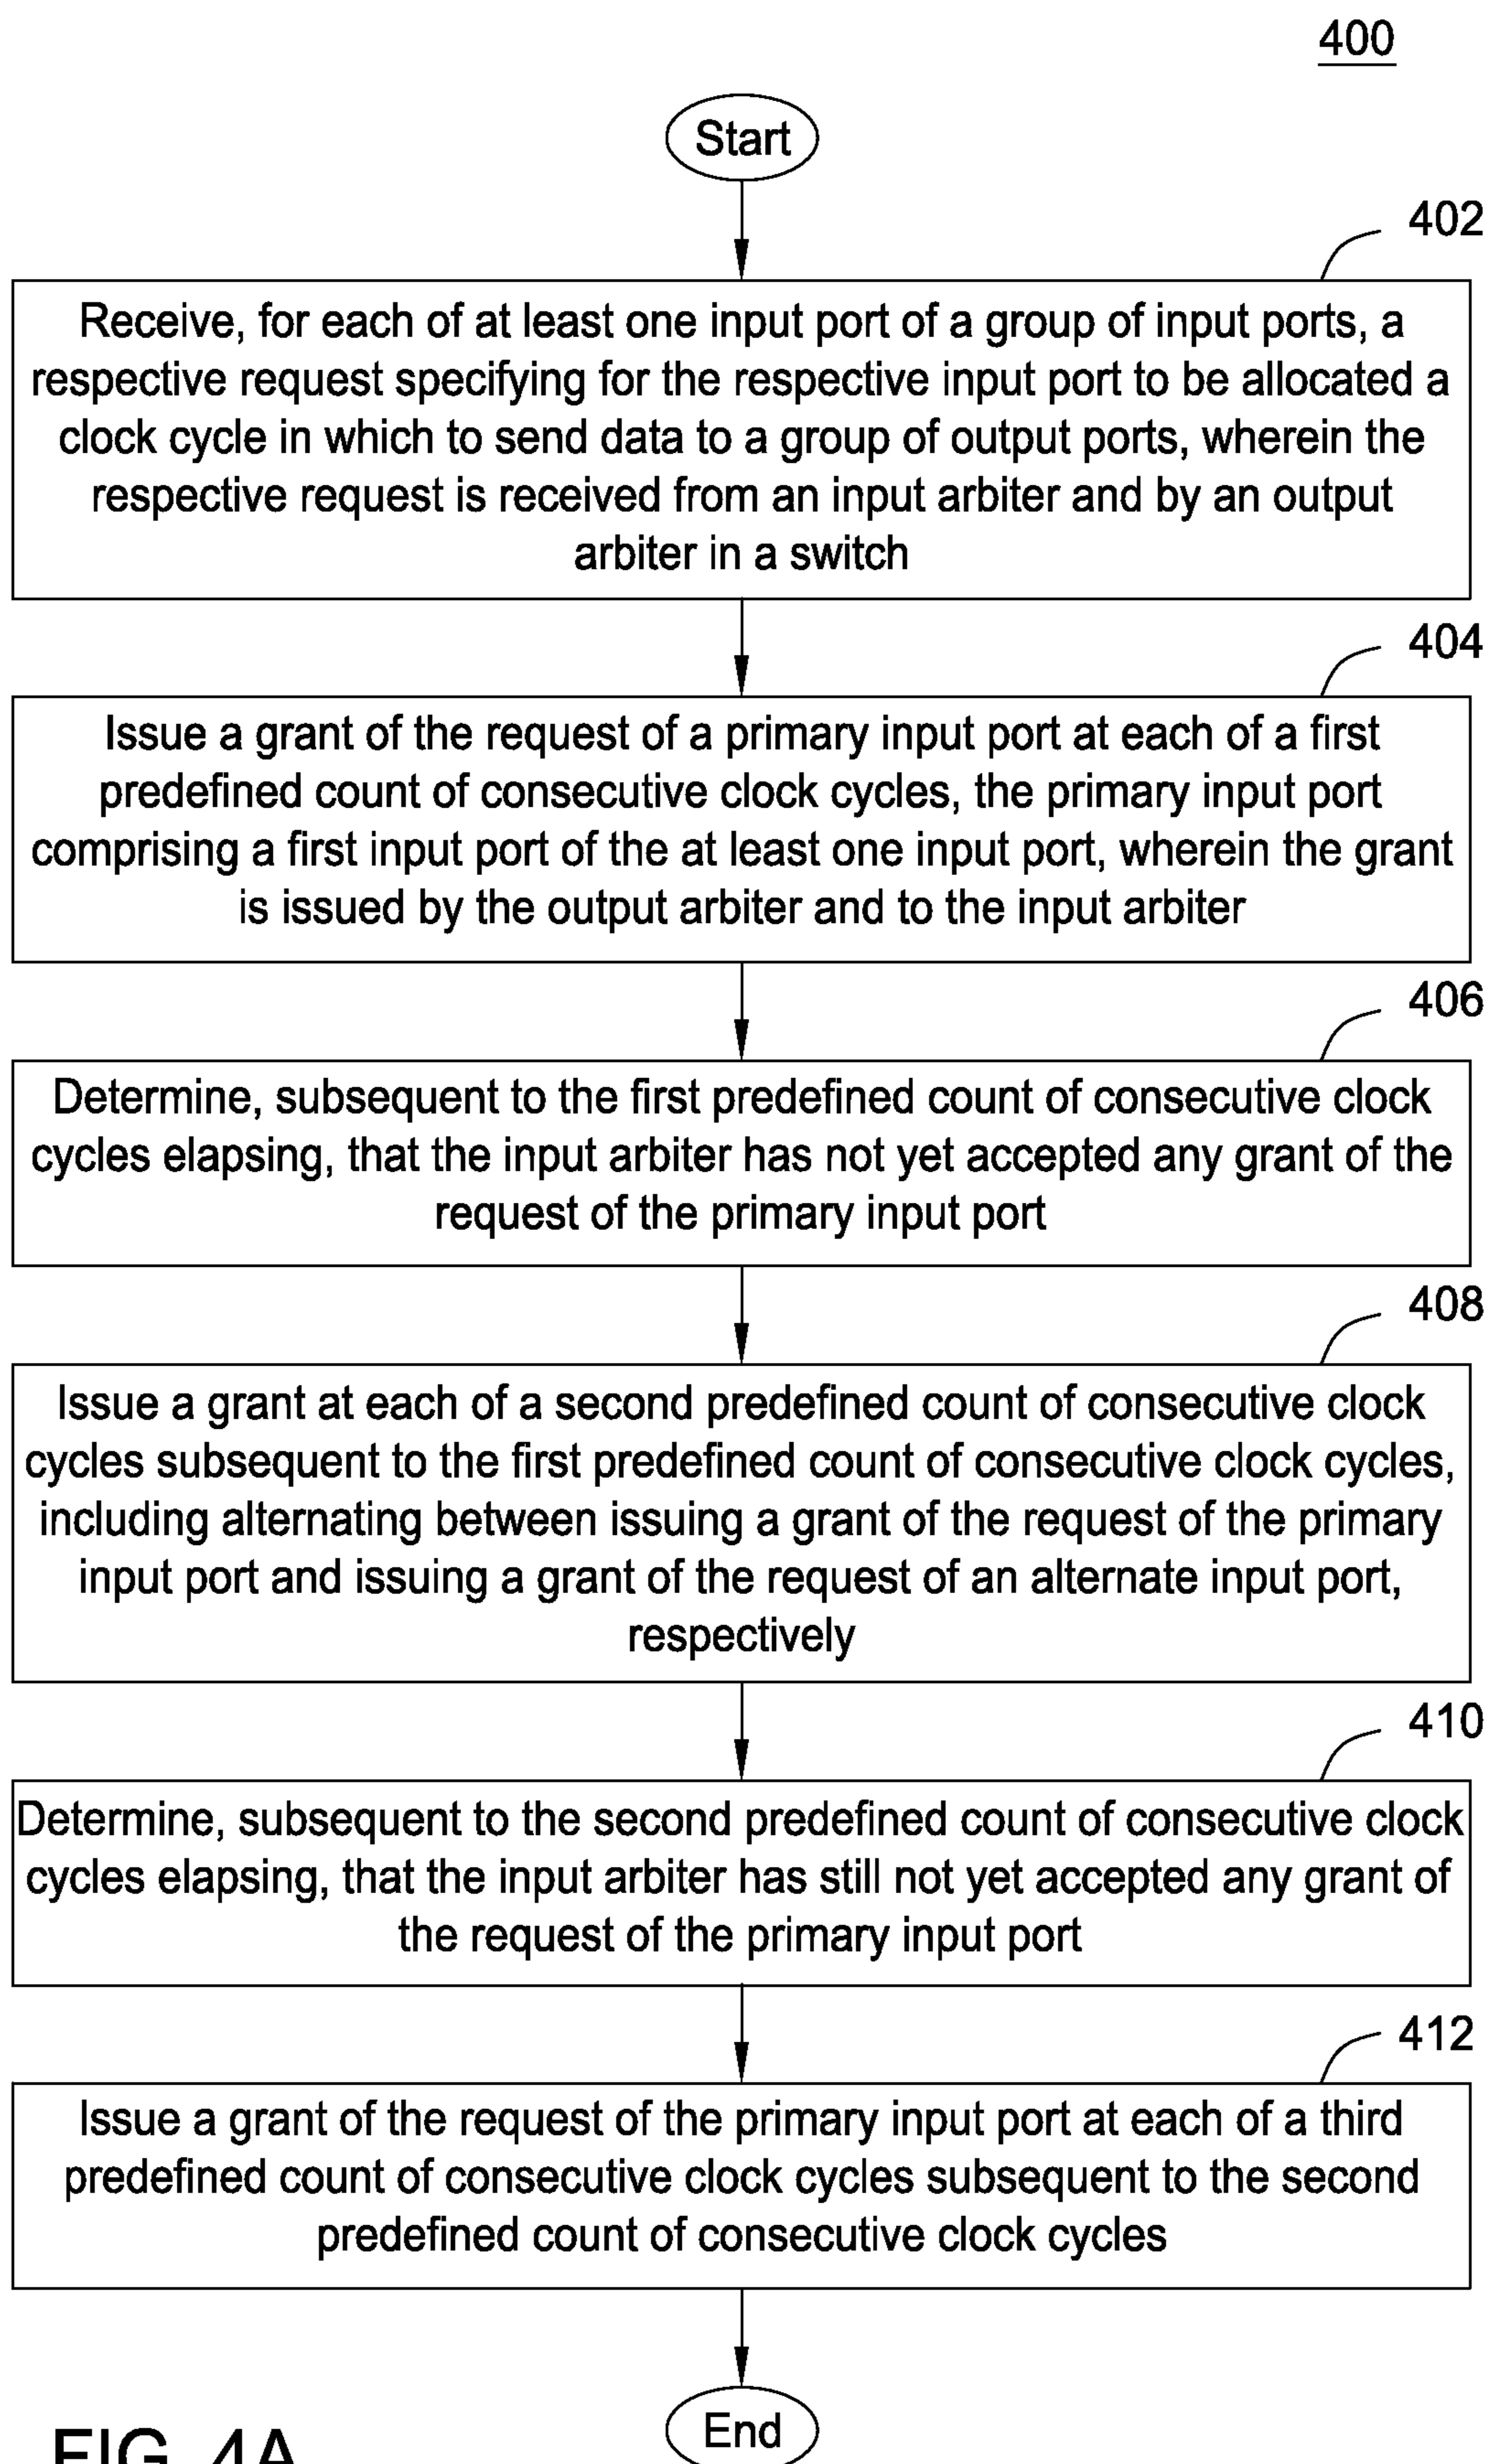 400
Start
402
Receive, for each of at least one input port of a group of input ports, a
respective request specifying for the respective input port to be allocated a
clock cycle in which to send data to a group of output ports, wherein the
respective request is received from an input arbiter and by an output
arbiter in a switch
404
Issue a grant of the request of a primary input port at each of a first
predefined count of consecutive clock cycles, the primary input port
comprising a first input port of the at least one input port, wherein the grant
is issued by the output arbiter and to the input arbiter
406
Determine, subsequent to the first predefined count of consecutive clock
cycles elapsing, that the input arbiter has not yet accepted any grant of the
request of the primary input port
408
Issue a grant at each of a second predefined count of consecutive clock
cycles subsequent to the first predefined count of consecutive clock cycles,
including alternating between issuing a grant of the request of the primary
input port and issuing a grant of the request of an alternate input port,
respectively
410
Determine, subsequent to the second predefined count of consecutive clock
cycles elapsing, that the input arbiter has still not yet accepted any grant of
the request of the primary input port
412
Issue a grant of the request of the primary input port at each of a third
predefined count of consecutive clock cycles subsequent to the second
predefined count of consecutive clock cycles
End
FIG. 4A